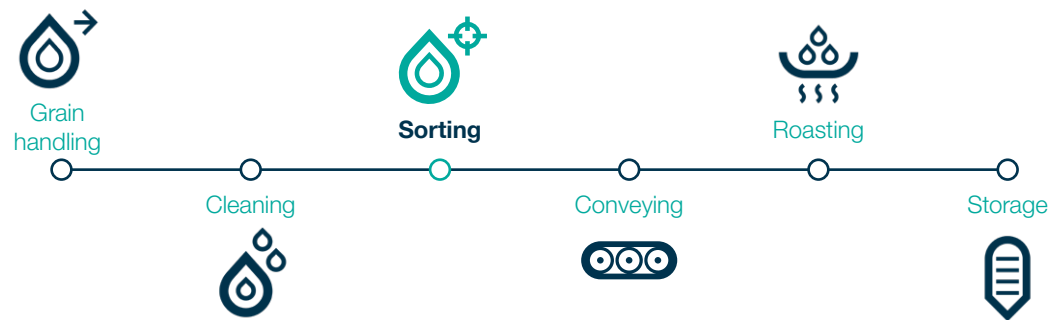 Grain
handling
Cleaning
Sorting
Conveying
Roasting
Storage